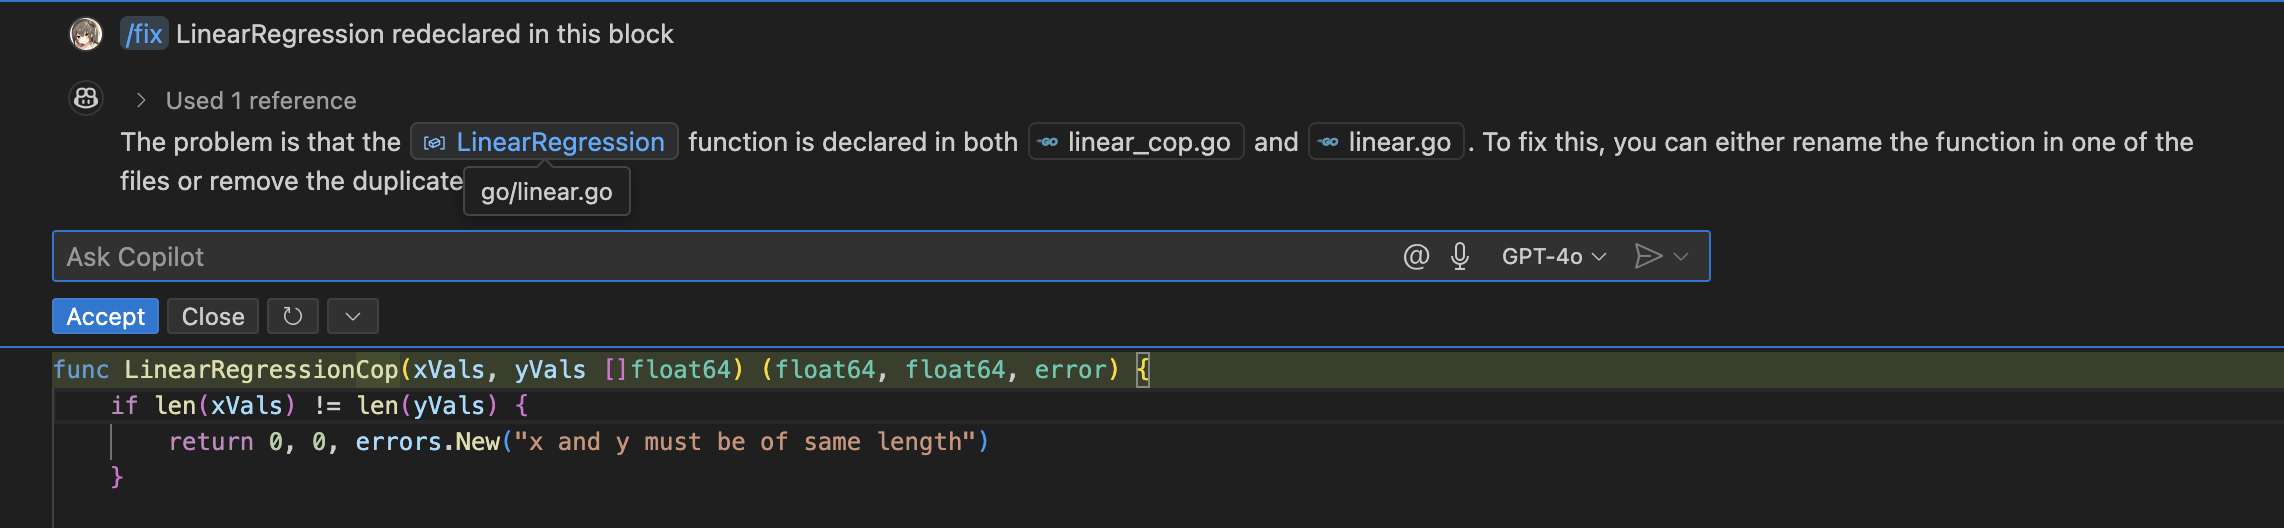 /fix LinearRegression redeclared in this block
Used 1 reference
The problem is that the LinearRegression function is declared in both linear_cop.go and linear.go. To fix this, you can either rename the function in one of the
files or remove the duplicate
go/linear.go
Ask Copilot @ GPT-4o
Accept Close
func LinearRegressionCop(xVals, yVals []float64) (float64, float64, error) {
    if len(xVals) != len(yVals) {
        return 0, 0, errors.New("x and y must be of same length")
    }